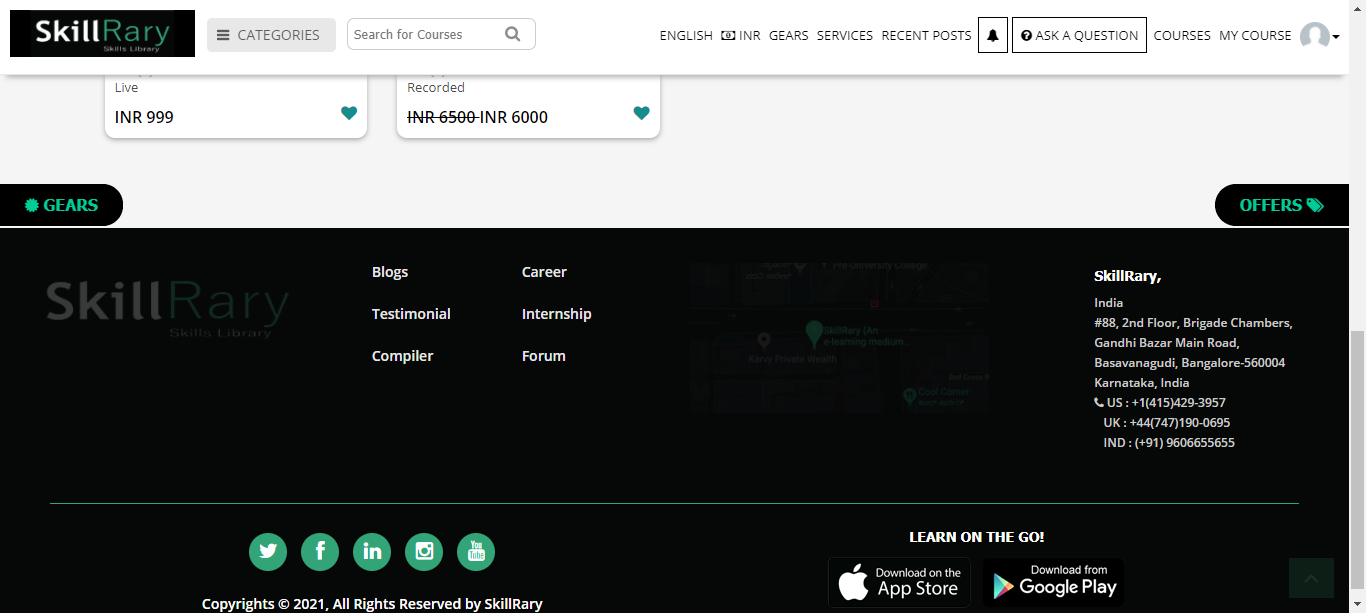 SkillRary
Skills Library
CATEGORIES
Search for Courses
ENGLISH INR GEARS SERVICES RECENT POSTS ASK A QUESTION COURSES MY COURSE
Live
INR 999
Recorded
INR 6500 INR 6000
GEARS
OFFERS
SkillRary
Skills Library
Blogs
Testimonial
Compiler
Career
Internship
Forum
Pre-University College
SkillRary (An
e-learning medium...
Karvy Private Wealth
Cool Corner
SkillRary,
India
#88, 2nd Floor, Brigade Chambers,
Gandhi Bazar Main Road,
Basavanagudi, Bangalore-560004
Karnataka, India
US : +1(415)429-3957
UK : +44(747)190-0695
IND : (+91) 9606655655
You
Tube
Copyrights © 2021, All Rights Reserved by SkillRary
LEARN ON THE GO!
Download on the
App Store
Download from
Google Play